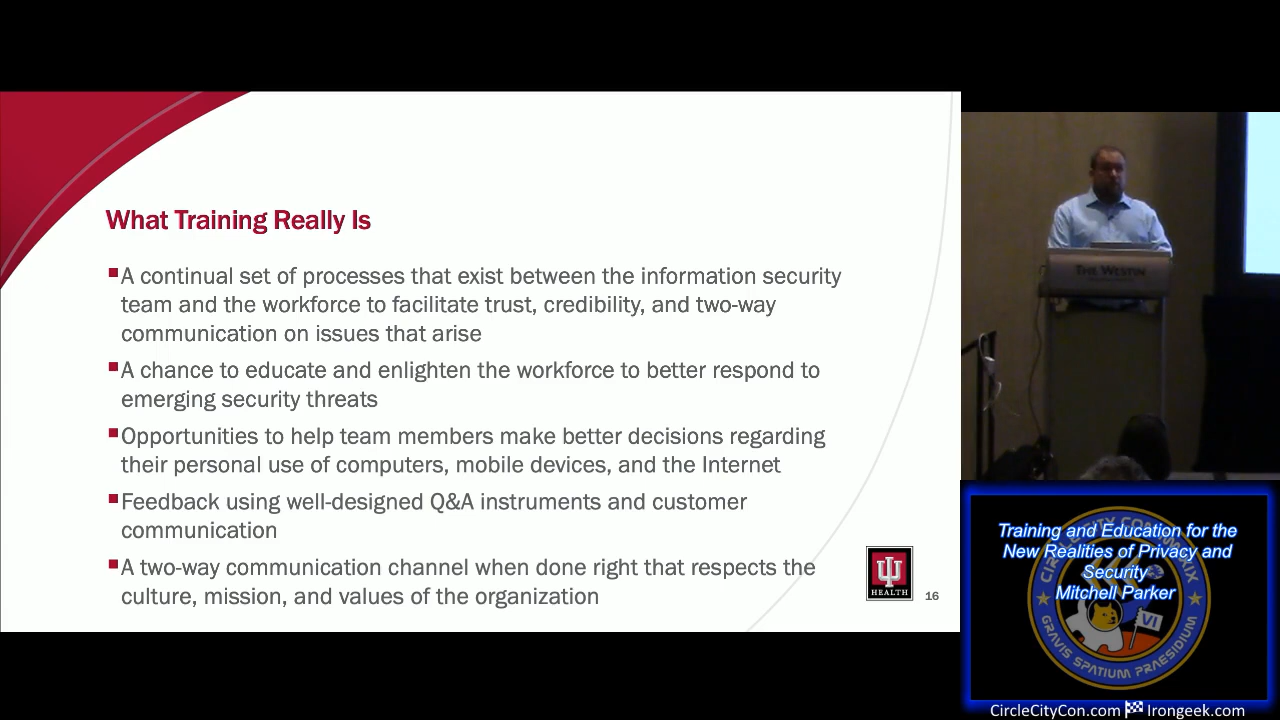 What Training Really Is
A continual set of processes that exist between the information security
team and the workforce to facilitate trust, credibility, and two-way
communication on issues that arise
A chance to educate and enlighten the workforce to better respond to
emerging security threats
Opportunities to help team members make better decisions regarding
their personal use of computers, mobile devices, and the Internet
Feedback using well-designed Q&A instruments and customer
communication
A two-way communication channel when done right that respects the
culture, mission, and values of the organization
HEALTH
16
THE WESTIN
Training and Education for the
New Realities of Privacy and
Security
Mitchell Parker
VI
GRAVIS SPATIUM PRAESIDIUM
CircleCityCon.com Irongeek.com